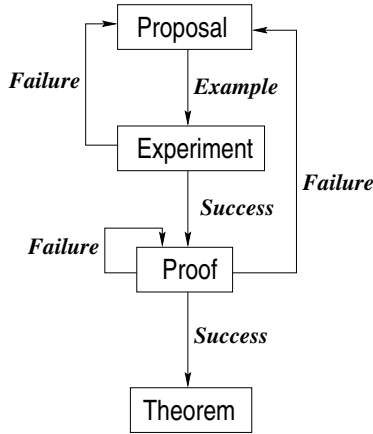 Proposal
Failure
Example
Experiment
Failure
Success
Failure
Proof
Success
Theorem